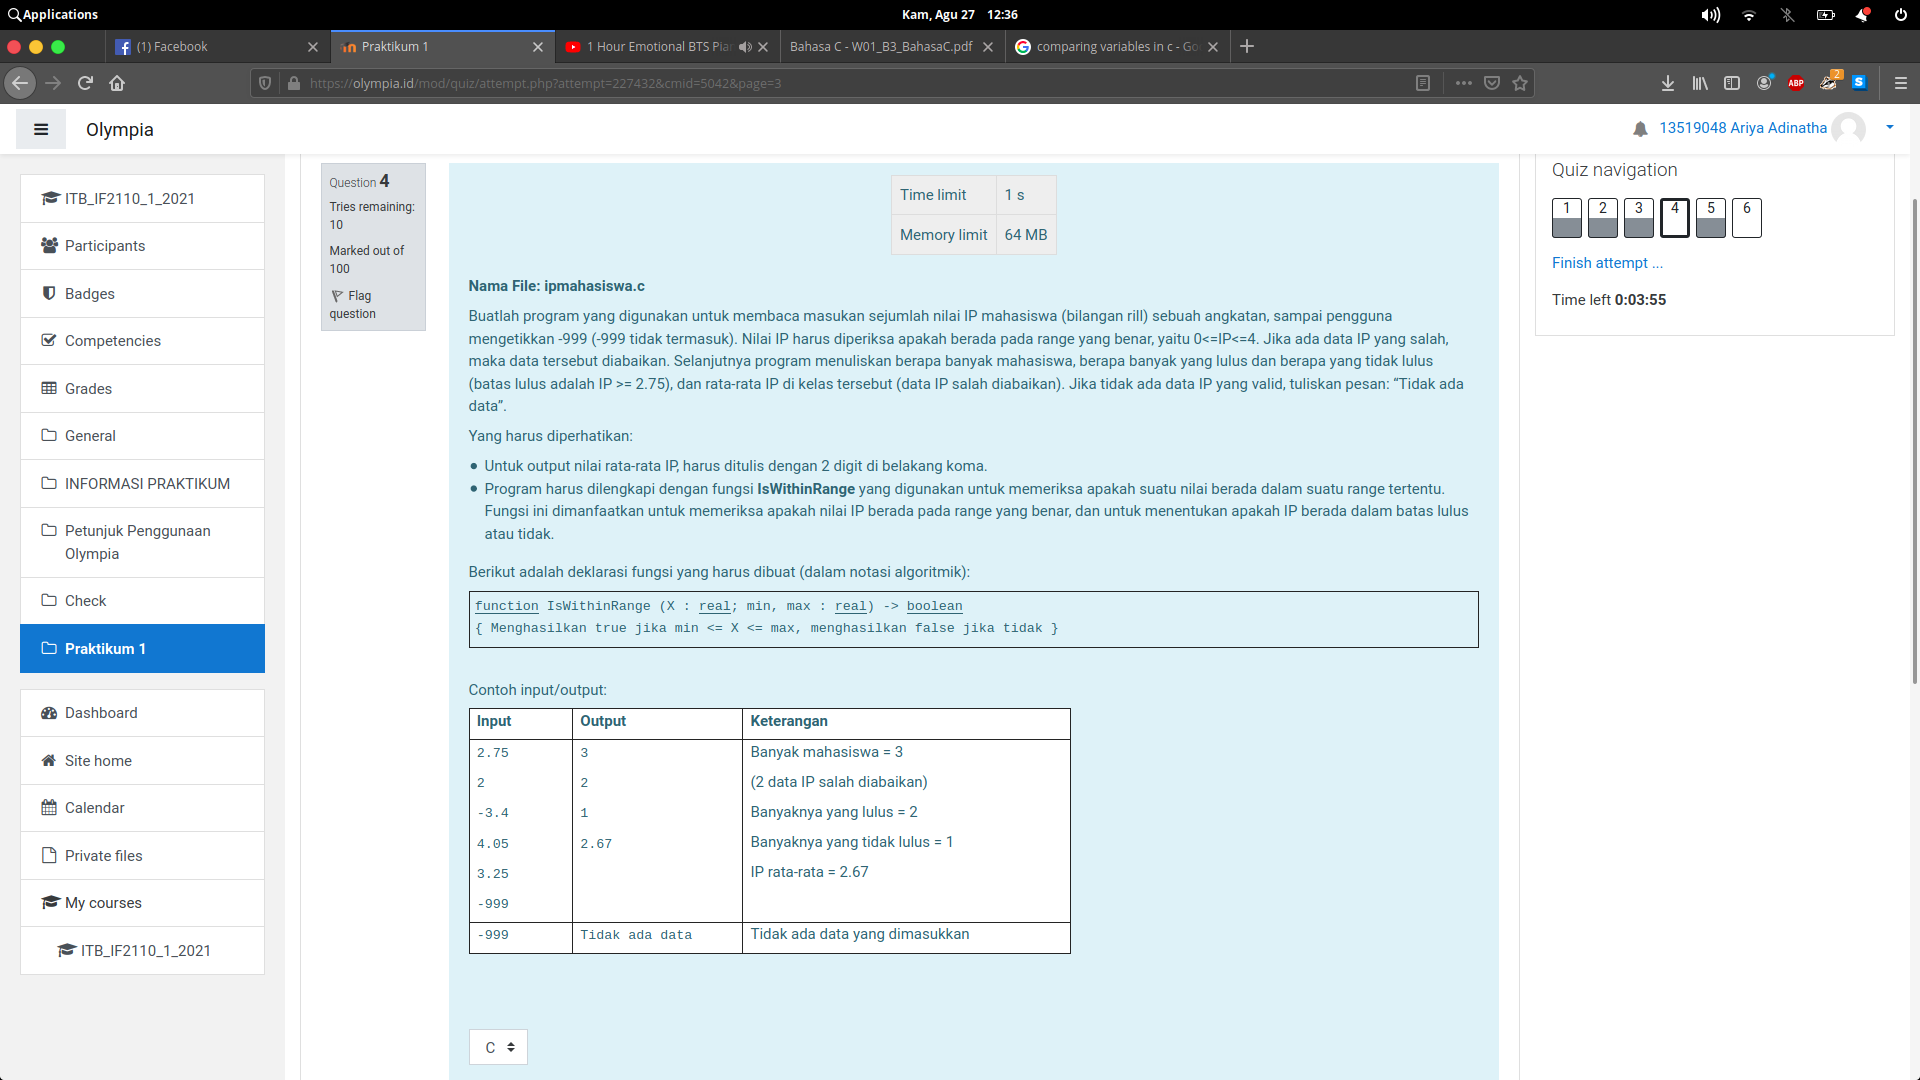 Applications
Kam, Agu 27 12:36
(1) Facebook
Praktikum 1
1 Hour Emotional BTS Pia
Bahasa C - W01_B3_BahasaC.pdf
comparing variables in c - Go
https://olympia.id/mod/quiz/attempt.php?attempt=227432&cmid=5042&page=3
ABP
2
S
Olympia
13519048 Ariya Adinatha
ITB_IF2110_1_2021
Participants
Badges
Competencies
Grades
General
INFORMASI PRAKTIKUM
Petunjuk Penggunaan
Olympia
Check
Praktikum 1
Dashboard
Site home
Calendar
Private files
My courses
ITB_IF2110_1_2021
Question 4
Tries remaining:
10
Marked out of
100
Flag
question
Time limit 1 s
Memory limit 64 MB
Nama File: ipmahasiswa.c
Buatlah program yang digunakan untuk membaca masukan sejumlah nilai IP mahasiswa (bilangan rill) sebuah angkatan, sampai pengguna
mengetikkan -999 (-999 tidak termasuk). Nilai IP harus diperiksa apakah berada pada range yang benar, yaitu 0<=IP<=4. Jika ada data IP yang salah,
maka data tersebut diabaikan. Selanjutnya program menuliskan berapa banyak mahasiswa, berapa banyak yang lulus dan berapa yang tidak lulus
(batas lulus adalah IP >= 2.75), dan rata-rata IP di kelas tersebut (data IP salah diabaikan). Jika tidak ada data IP yang valid, tuliskan pesan: “Tidak ada
data”.
Yang harus diperhatikan:
• Untuk output nilai rata-rata IP, harus ditulis dengan 2 digit di belakang koma.
• Program harus dilengkapi dengan fungsi IsWithinRange yang digunakan untuk memeriksa apakah suatu nilai berada dalam suatu range tertentu.
Fungsi ini dimanfaatkan untuk memeriksa apakah nilai IP berada pada range yang benar, dan untuk menentukan apakah IP berada dalam batas lulus
atau tidak.
Berikut adalah deklarasi fungsi yang harus dibuat (dalam notasi algoritmik):
function IsWithinRange (X : real; min, max : real) -> boolean
{ Menghasilkan true jika min <= X <= max, menghasilkan false jika tidak }
Contoh input/output:
Input Output Keterangan
2.75 3 Banyak mahasiswa = 3
2 2 (2 data IP salah diabaikan)
-3.4 1 Banyaknya yang lulus = 2
4.05 2.67 Banyaknya yang tidak lulus = 1
3.25 IP rata-rata = 2.67
-999
-999 Tidak ada data Tidak ada data yang dimasukkan
C
Quiz navigation
1 2 3 4 5 6
Finish attempt ...
Time left 0:03:55